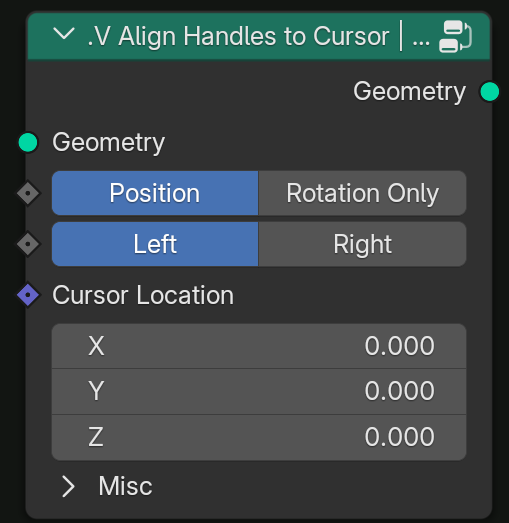 .V Align Handles to Cursor | ...
Geometry
Geometry
Position Rotation Only
Left Right
Cursor Location
X 0.000
Y 0.000
Z 0.000
Misc